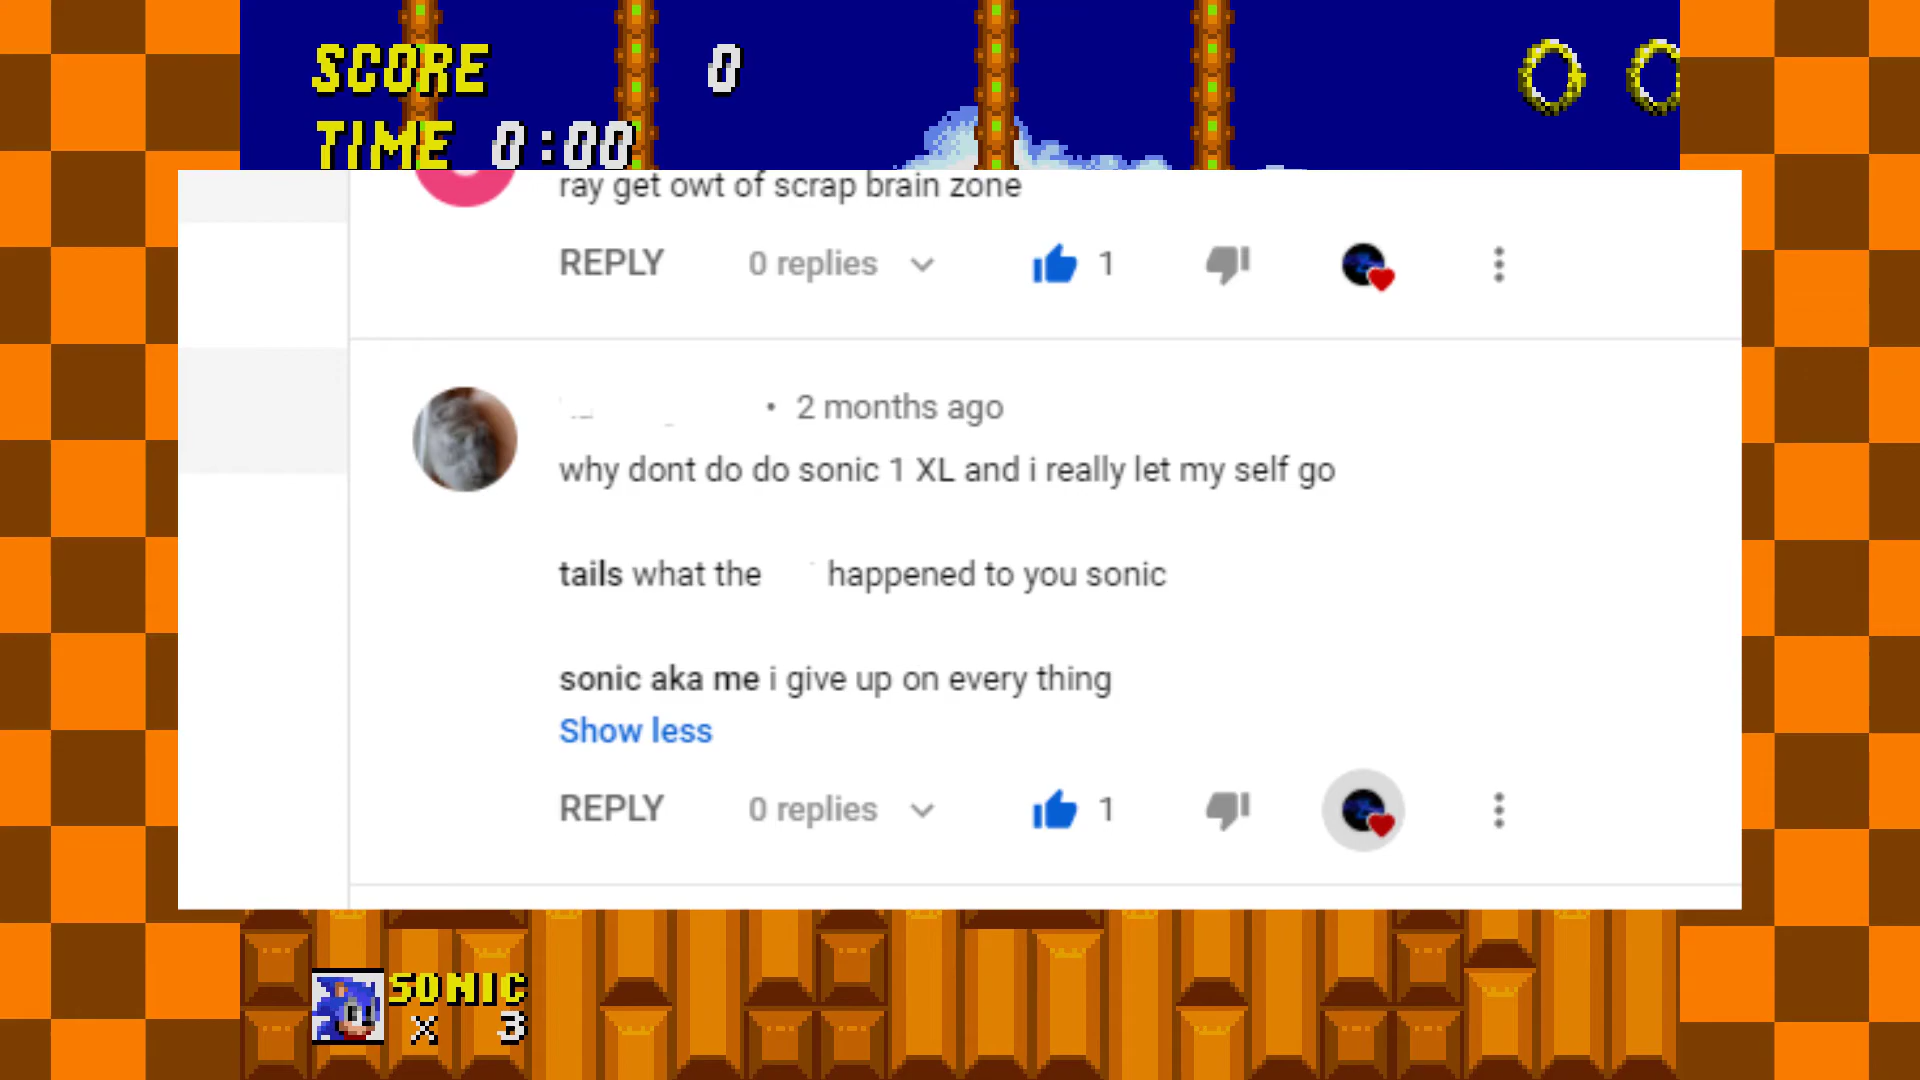 SCORE 0
TIME 0:00
ray get owt of scrap brain zone
REPLY 0 replies 1
• 2 months ago
why dont do do sonic 1 XL and i really let my self go
tails what the happened to you sonic
sonic aka me i give up on every thing
Show less
REPLY 0 replies 1
SONIC
x 3